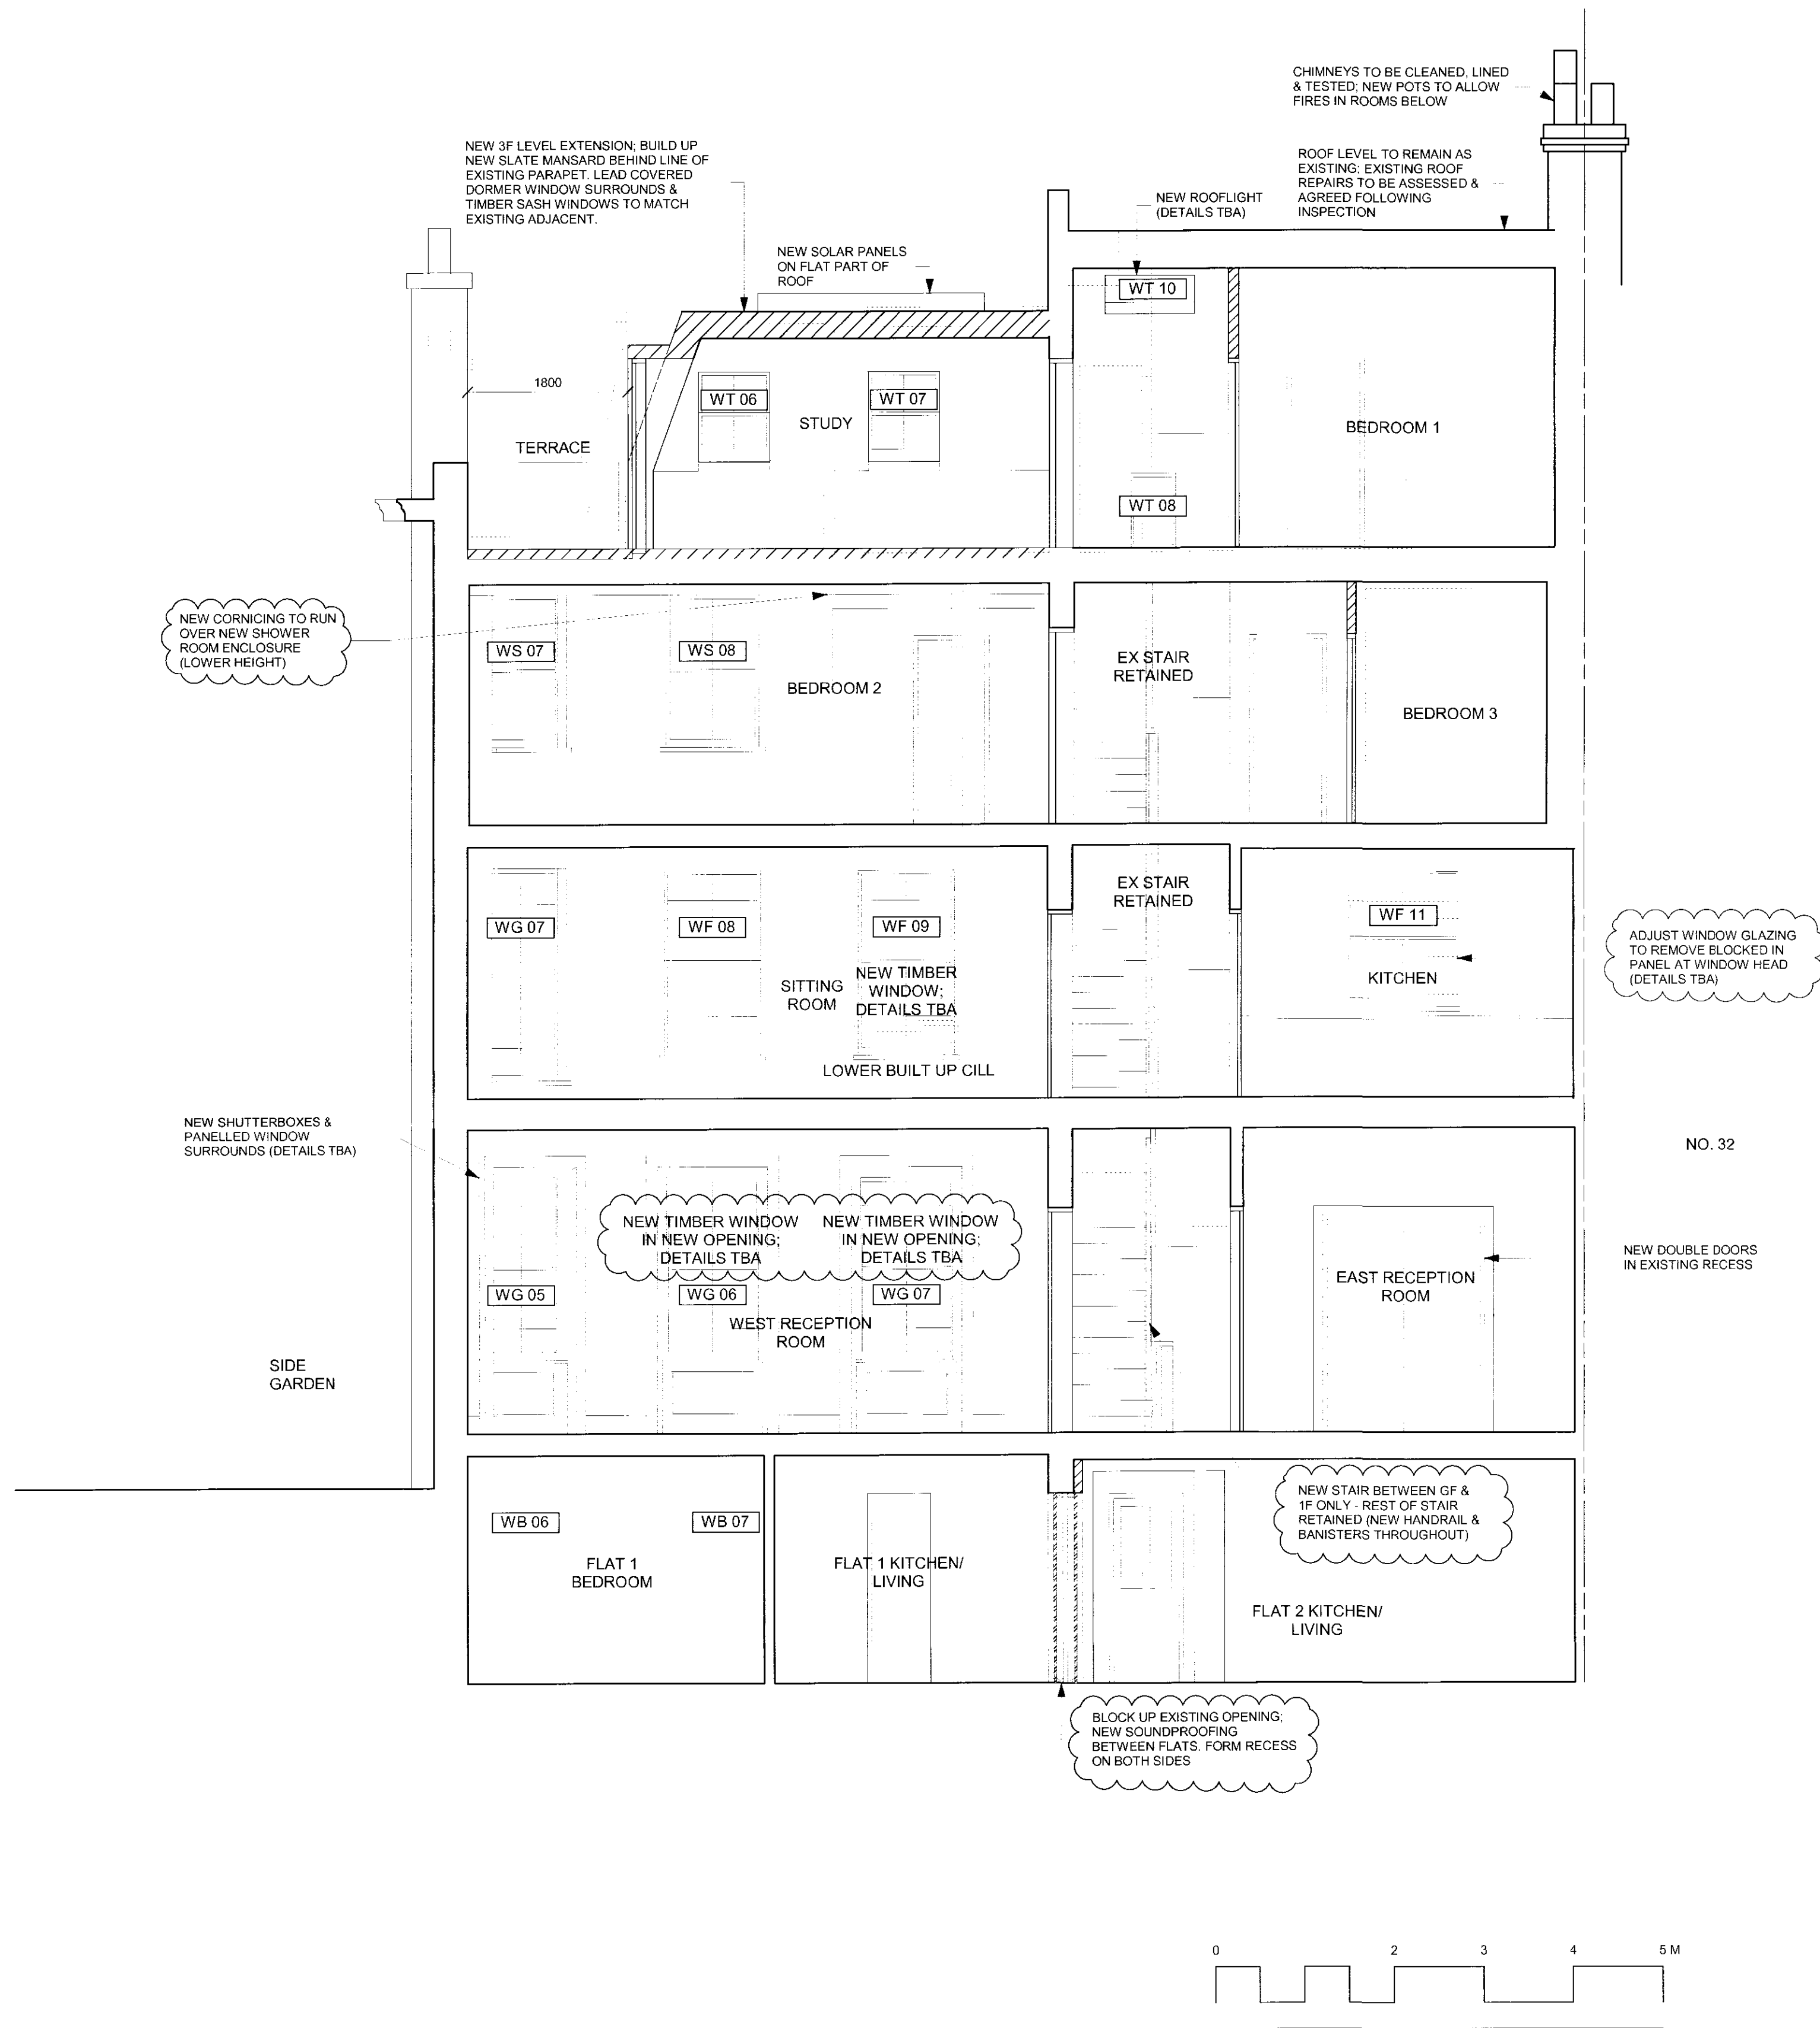 CHIMNEYS TO BE CLEANED, LINED
& TESTED; NEW POTS TO ALLOW
FIRES IN ROOMS BELOW
NEW 3F LEVEL EXTENSION; BUILD UP
NEW SLATE MANSARD BEHIND LINE OF
EXISTING PARAPET. LEAD COVERED
DORMER WINDOW SURROUNDS &
TIMBER SASH WINDOWS TO MATCH
EXISTING ADJACENT.
ROOF LEVEL TO REMAIN AS
EXISTING; EXISTING ROOF
REPAIRS TO BE ASSESSED &
AGREED FOLLOWING
INSPECTION
NEW ROOFLIGHT
(DETAILS TBA)
NEW SOLAR PANELS
ON FLAT PART OF
ROOF
WT 10
1800
WT 06
WT 07
STUDY
TERRACE
BEDROOM 1
WT 08
NEW CORNICING TO RUN
OVER NEW SHOWER
ROOM ENCLOSURE
(LOWER HEIGHT)
WS 07
WS 08
BEDROOM 2
EX STAIR
RETAINED
BEDROOM 3
EX STAIR
RETAINED
WG 07
WF 08
WF 09
WF 11
ADJUST WINDOW GLAZING
TO REMOVE BLOCKED IN
PANEL AT WINDOW HEAD
(DETAILS TBA)
SITTING
ROOM
NEW TIMBER
WINDOW;
DETAILS TBA
KITCHEN
LOWER BUILT UP CILL
NEW SHUTTERBOXES &
PANELLED WINDOW
SURROUNDS (DETAILS TBA)
NO. 32
NEW TIMBER WINDOW
IN NEW OPENING;
DETAILS TBA
NEW TIMBER WINDOW
IN NEW OPENING;
DETAILS TBA
NEW DOUBLE DOORS
IN EXISTING RECESS
WG 05
WG 06
WG 07
WEST RECEPTION
ROOM
EAST RECEPTION
ROOM
SIDE
GARDEN
NEW STAIR BETWEEN GF &
1F ONLY - REST OF STAIR
RETAINED (NEW HANDRAIL &
BANISTERS THROUGHOUT)
WB 06
WB 07
FLAT 1
BEDROOM
FLAT 1 KITCHEN/
LIVING
FLAT 2 KITCHEN/
LIVING
BLOCK UP EXISTING OPENING;
NEW SOUNDPROOFING
BETWEEN FLATS. FORM RECESS
ON BOTH SIDES
0 2 3 4 5 M